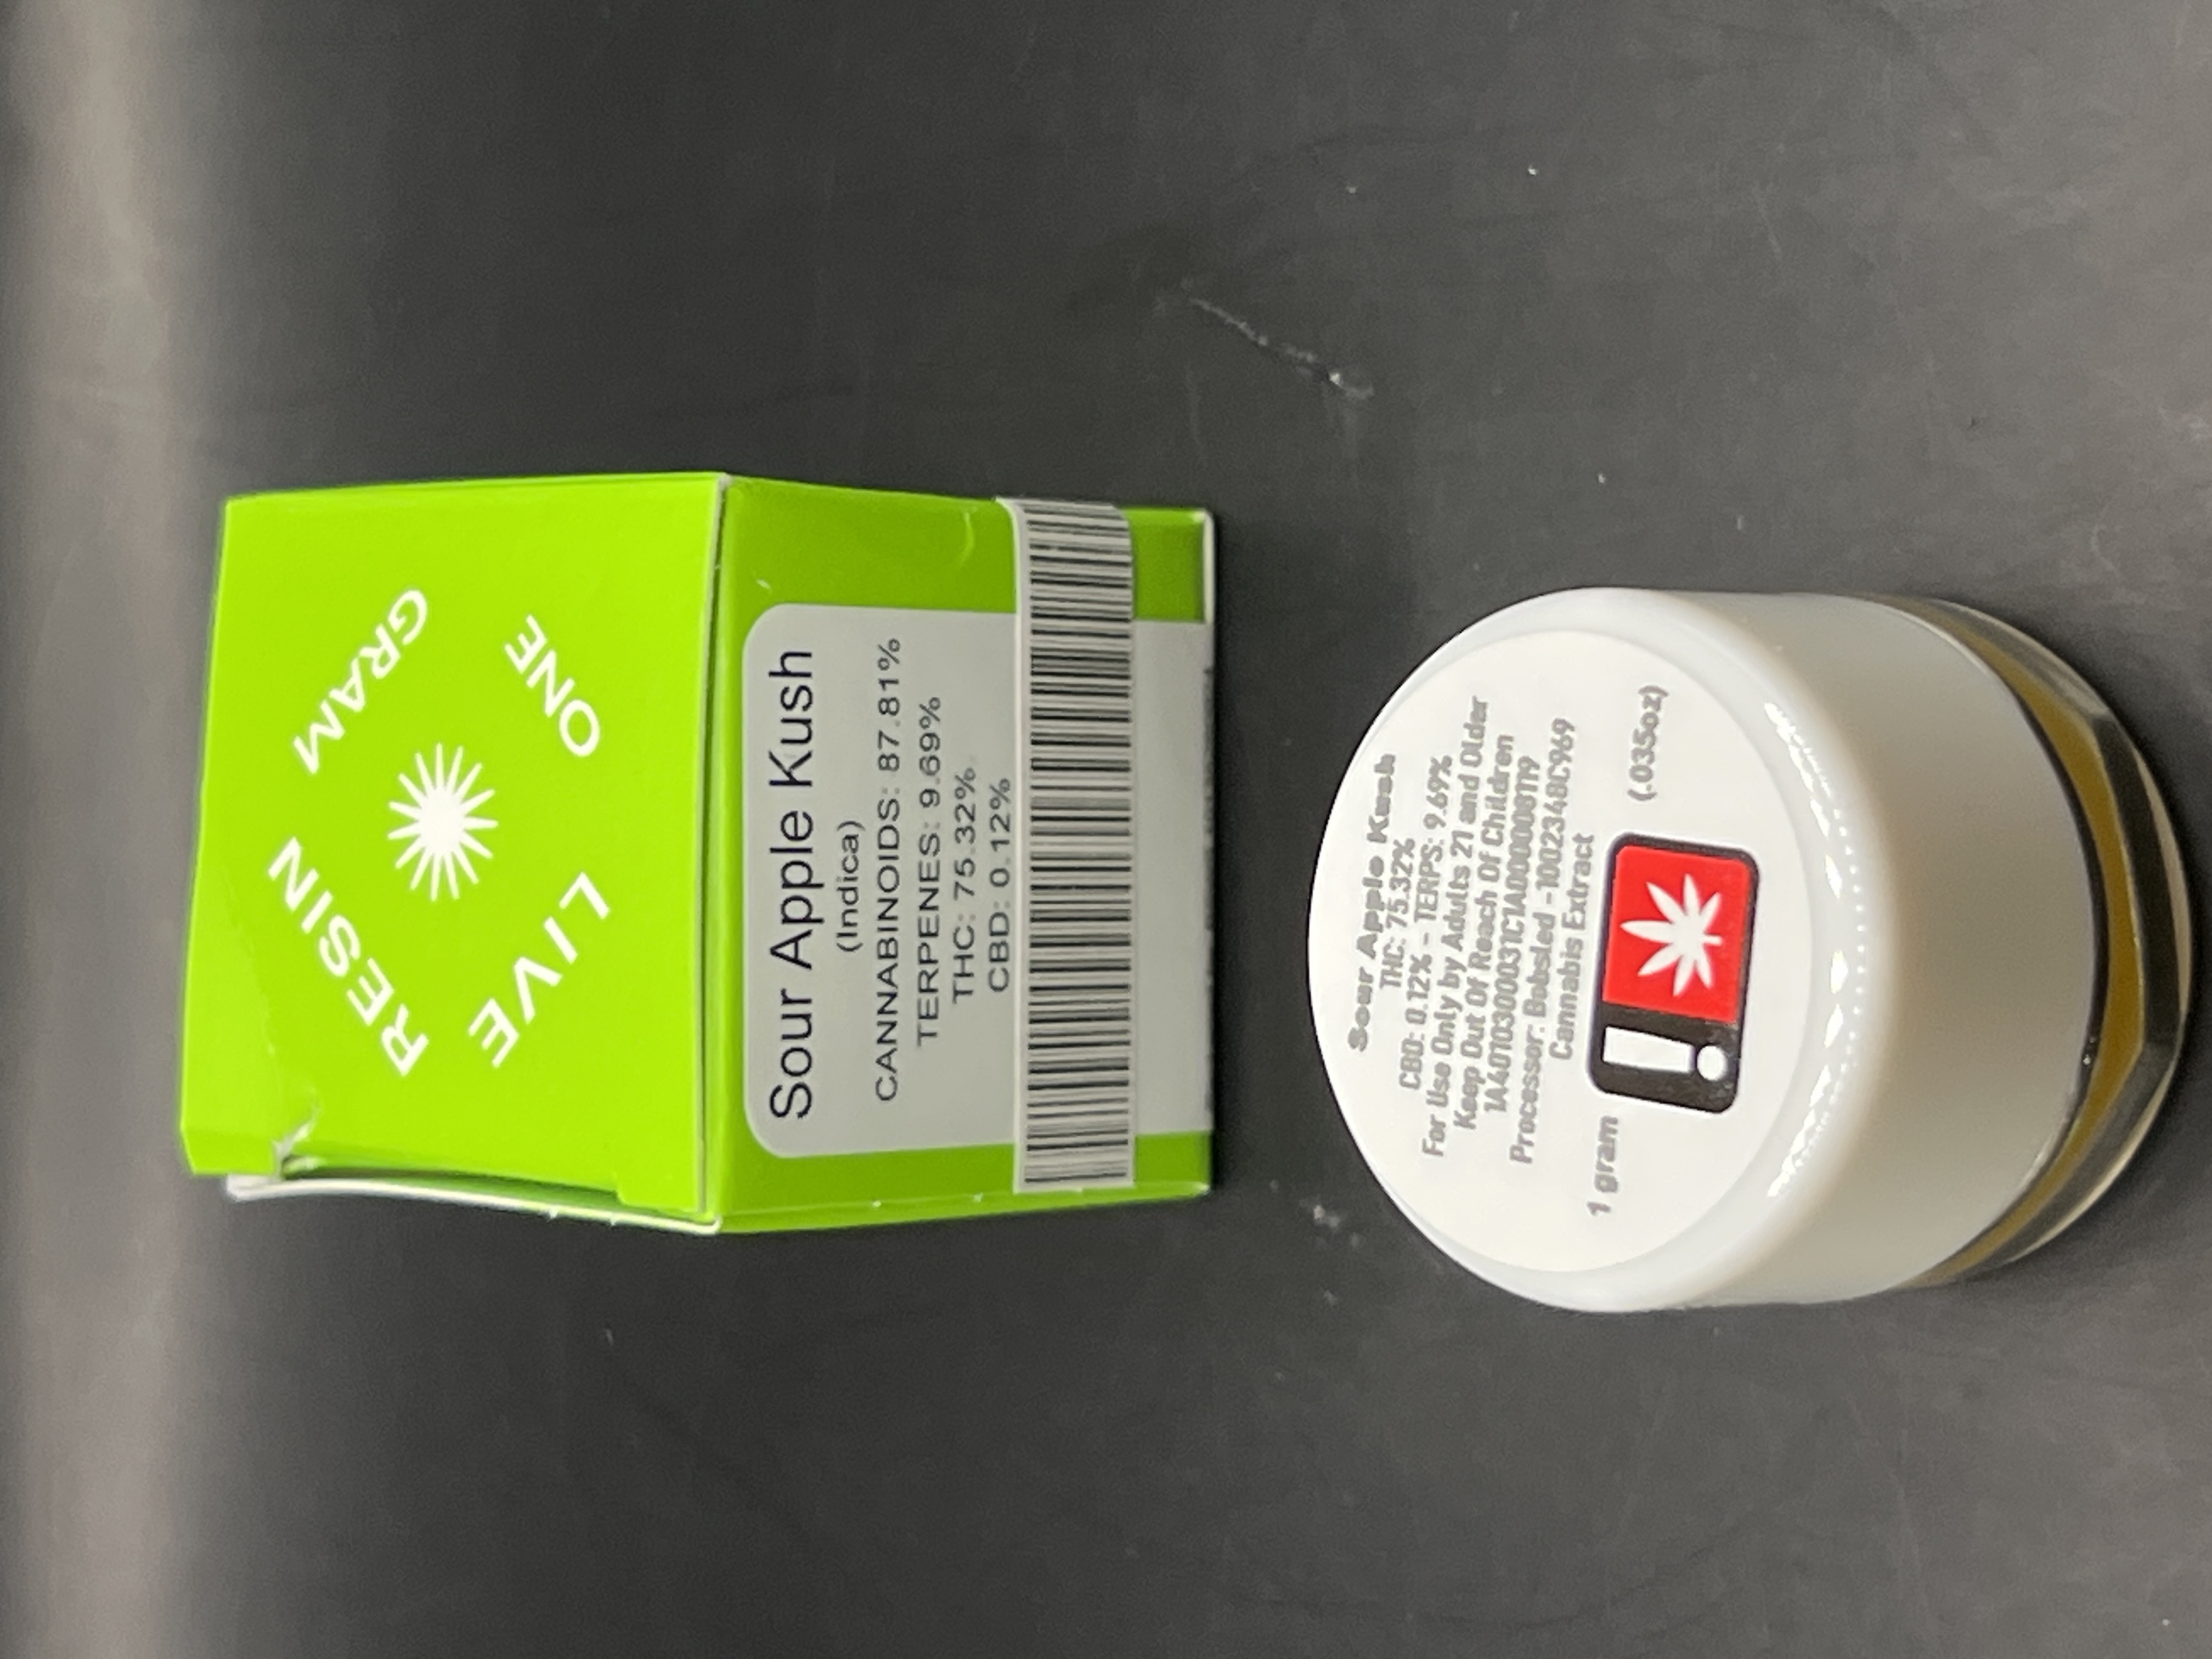 LIVE
RESIN
ONE
GRAM
Sour Apple Kush
(Indica)
CANNABINOIDS: 87.81%
TERPENES: 9.69%
THC: 75.32%
CBD: 0.12%
Sour Apple Kush
THC: 75.32%
CBD: 0.12% - TERPS: 9.69%
For Use Only by Adults 21 and Older
Keep Out Of Reach Of Children
Processor: Bobsled -10023348C969
Cannabis Extract
1 gram
(.035oz)
!